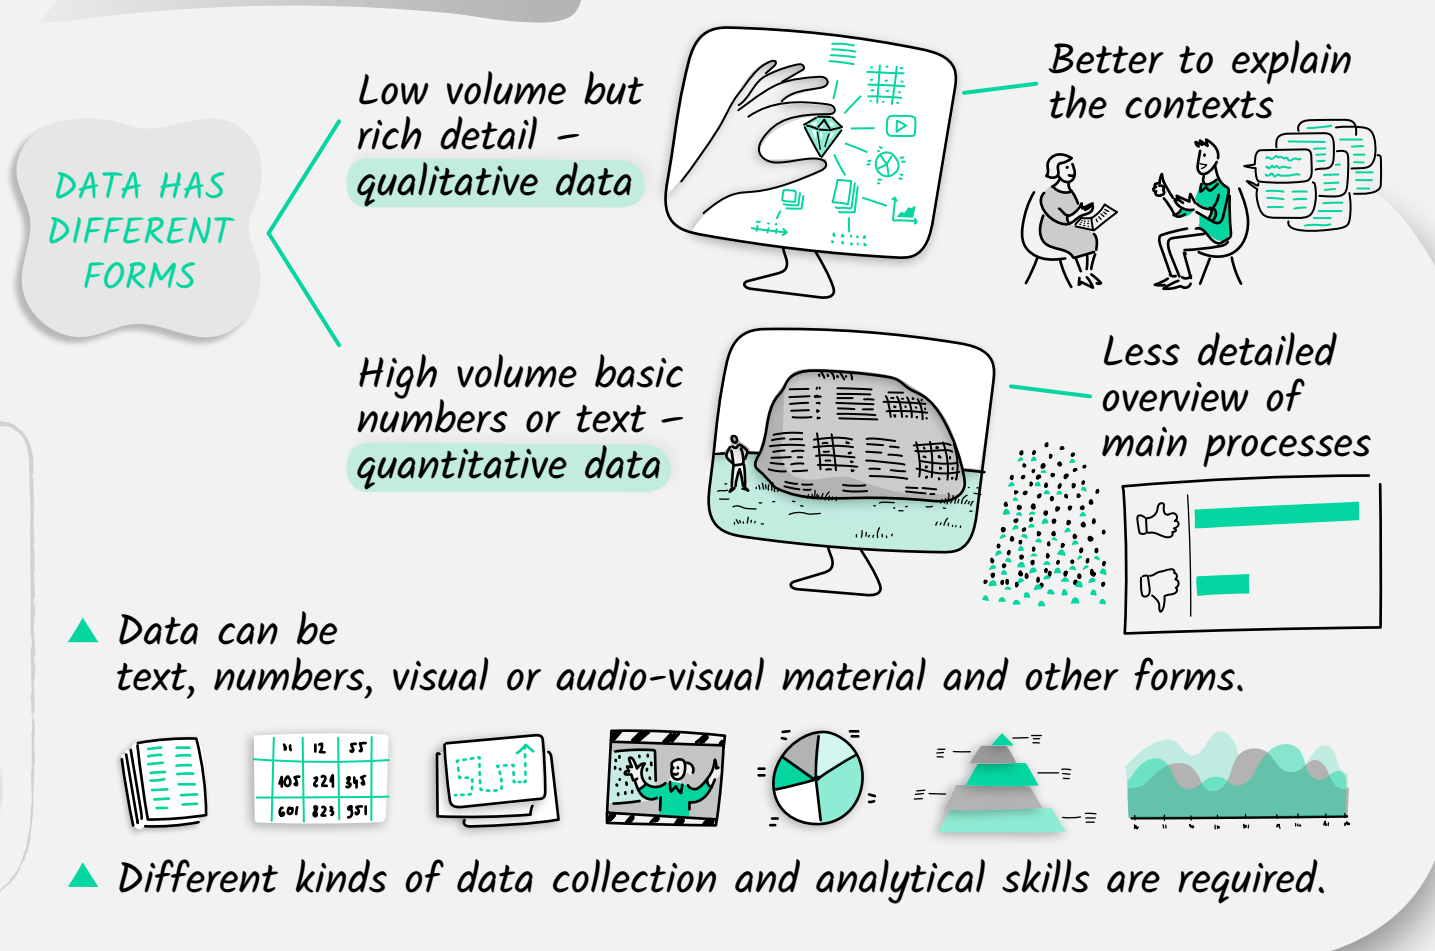 DATA HAS
DIFFERENT
FORMS
Low volume but
rich detail –
qualitative data
Better to explain
the contexts
High volume basic
numbers or text –
quantitative data
Less detailed
overview of
main processes
Data can be
text, numbers, visual or audio-visual material and other forms.
11 12 55
405 221 345
601 823 951
Different kinds of data collection and analytical skills are required.